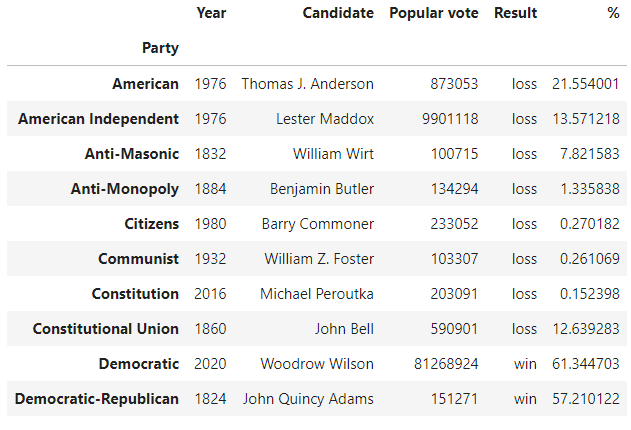 Year Candidate Popular vote Result %
Party
American 1976 Thomas J. Anderson 873053 loss 21.554001
American Independent 1976 Lester Maddox 9901118 loss 13.571218
Anti-Masonic 1832 William Wirt 100715 loss 7.821583
Anti-Monopoly 1884 Benjamin Butler 134294 loss 1.335838
Citizens 1980 Barry Commoner 233052 loss 0.270182
Communist 1932 William Z. Foster 103307 loss 0.261069
Constitution 2016 Michael Peroutka 203091 loss 0.152398
Constitutional Union 1860 John Bell 590901 loss 12.639283
Democratic 2020 Woodrow Wilson 81268924 win 61.344703
Democratic-Republican 1824 John Quincy Adams 151271 win 57.210122